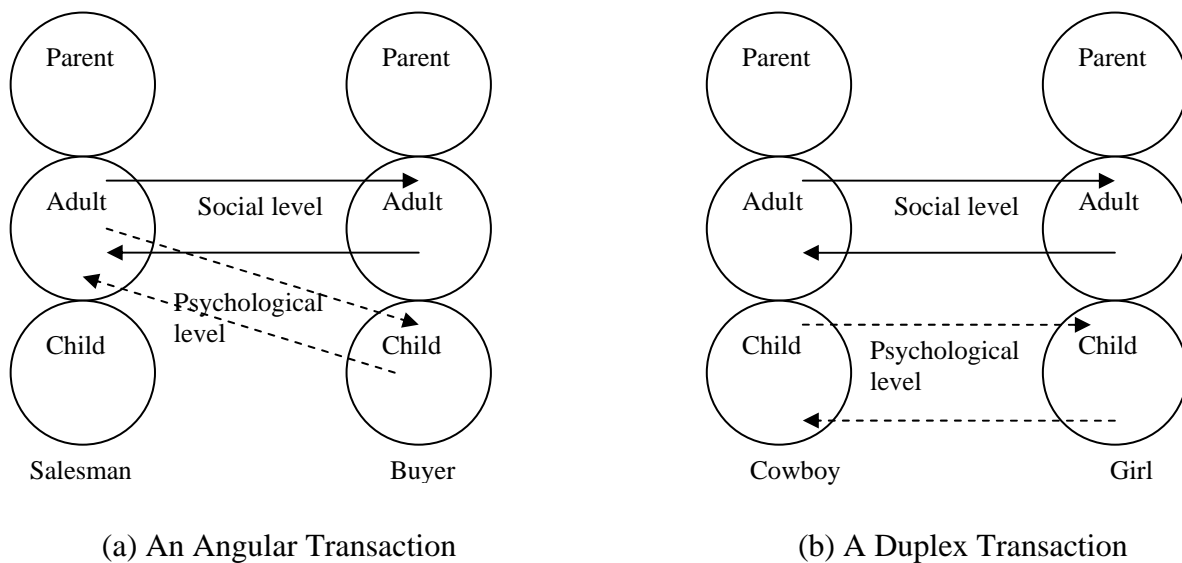 Parent
Parent
Adult
Social level
Adult
Psychological
level
Child
Child
Salesman
Buyer
(a) An Angular Transaction
Parent
Parent
Adult
Social level
Adult
Child
Psychological
level
Child
Cowboy
Girl
(b) A Duplex Transaction